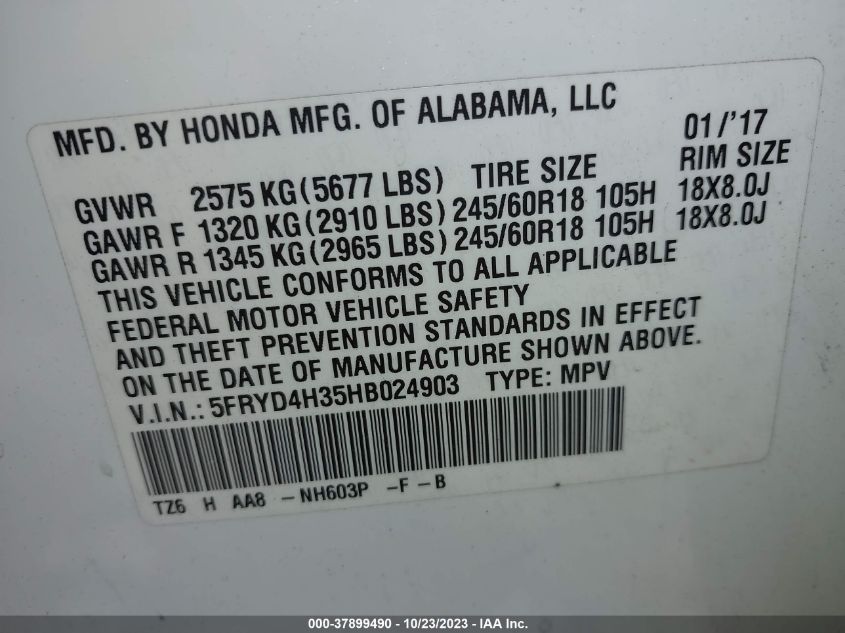 MFD. BY HONDA MFG. OF ALABAMA, LLC
01/'17
GVWR 2575 KG(5677 LBS) TIRE SIZE RIM SIZE
GAWR F 1320 KG(2910 LBS) 245/60R18 105H 18X8.0J
GAWR R 1345 KG(2965 LBS) 245/60R18 105H 18X8.0J
THIS VEHICLE CONFORMS TO ALL APPLICABLE
FEDERAL MOTOR VEHICLE SAFETY
AND THEFT PREVENTION STANDARDS IN EFFECT
ON THE DATE OF MANUFACTURE SHOWN ABOVE.
V.I.N.: 5FRYD4H35HB024903 TYPE: MPV
TZ6 H AA8 -NH603P -F-B
000-37899490 - 10/23/2023 - IAA Inc.